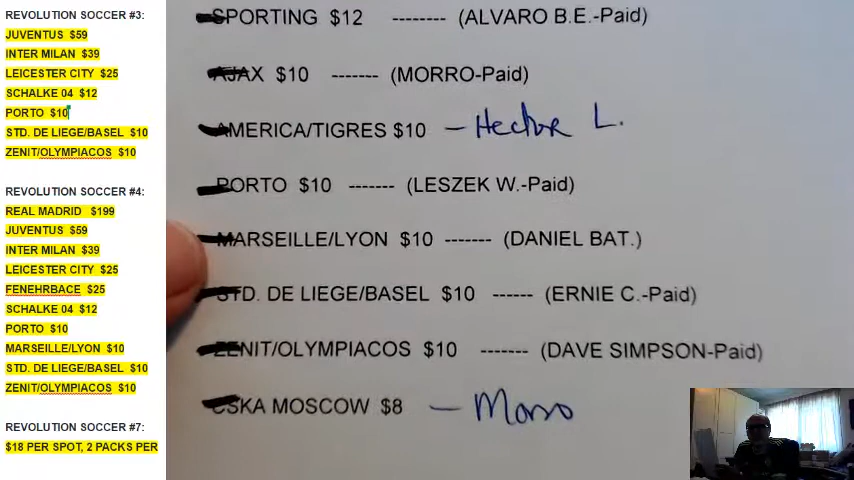 REVOLUTION SOCCER #3:
JUVENTUS $59
INTER MILAN $39
LEICESTER CITY $25
SCHALKE 04 $12
PORTO $10
STD. DE LIEGE/BASEL $10
ZENIT/OLYMPIACOS $10
REVOLUTION SOCCER #4:
REAL MADRID $199
JUVENTUS $59
INTER MILAN $39
LEICESTER CITY $25
FENEHRBACE $25
SCHALKE 04 $12
PORTO $10
MARSEILLE/LYON $10
STD. DE LIEGE/BASEL $10
ZENIT/OLYMPIACOS $10
REVOLUTION SOCCER #7:
$18 PER SPOT, 2 PACKS PER
SPORTING $12 -------- (ALVARO B.E.-Paid)
AJAX $10 ------- (MORRO-Paid)
AMERICA/TIGRES $10 – Hector L.
PORTO $10 ------- (LESZEK W.-Paid)
MARSEILLE/LYON $10 ------- (DANIEL BAT.)
STD. DE LIEGE/BASEL $10 ------ (ERNIE C.-Paid)
ZENIT/OLYMPIACOS $10 ------- (DAVE SIMPSON-Paid)
CSKA MOSCOW $8 – Morro